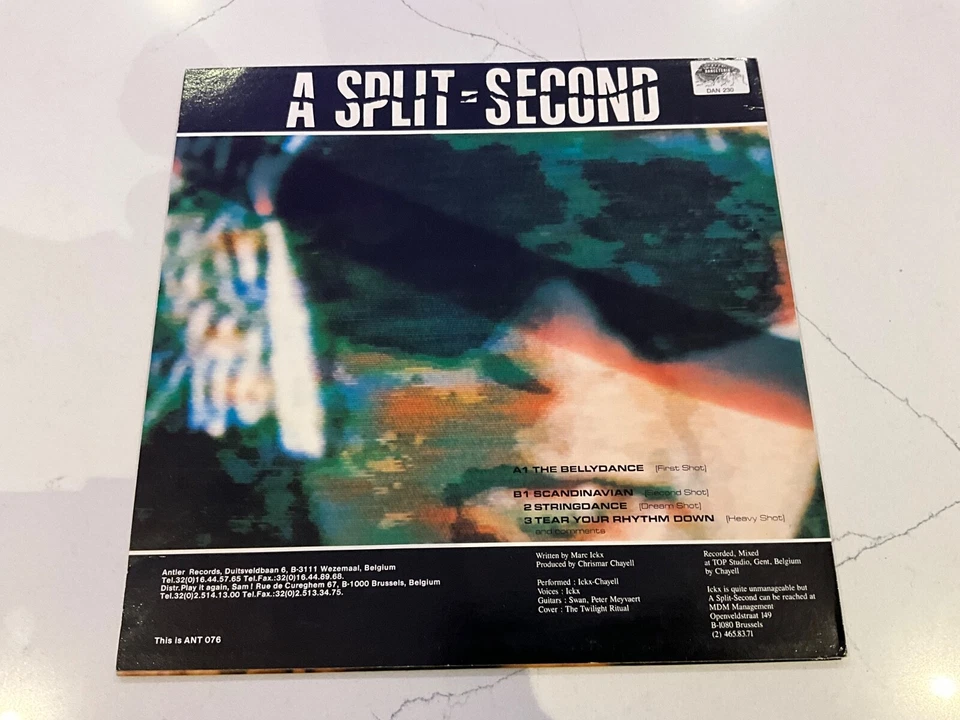 A SPLIT-SECOND
DANCETERIA
DAN 230
A1 THE BELLYDANCE [First Shot]
B1 SCANDINAVIAN [Second Shot]
2 STRINGDANCE [Dream Shot]
3 TEAR YOUR RHYTHM DOWN [Heavy Shot]
and comments
Antler Records, Duitsveldbaan 6, B-3111 Wezemaal, Belgium
Tel.32(0)16.44.57.65 Tel.Fax.:32(0)16.44.89.68.
Distr.Play it again, Sam! Rue de Cureghem 67, B-1000 Brussels, Belgium
Tel.32(0)2.514.13.00 Tel.Fax.:32(0)2.513.34.75.
This is ANT 076
Written by Marc Ickx
Produced by Chrismar Chayell
Performed : Ickx-Chayell
Voices : Ickx
Guitars : Swan, Peter Meyvaert
Cover : The Twilight Ritual
Recorded, Mixed
at TOP Studio, Gent, Belgium
by Chayell
Ickx is quite unmanageable but
A Split-Second can be reached at
MDM Management
Openveldstraat 149
B-1080 Brussels
(2) 465.83.71